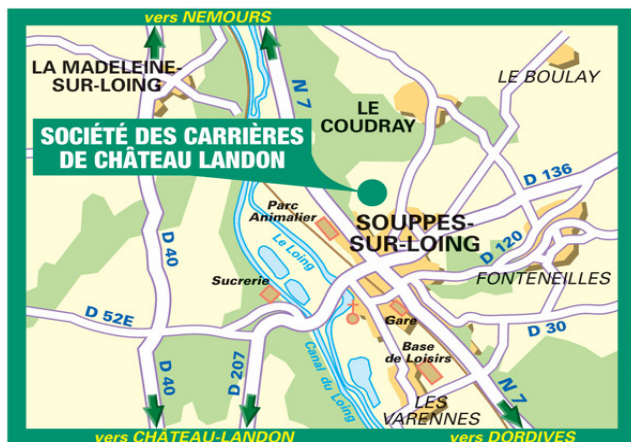 vers NEMOURS
LA MADELEINE-
SUR-LOING
N 7
LE BOULAY
LE
COUDRAY
SOCIÉTÉ DES CARRIÈRES
DE CHÂTEAU LANDON
D 136
Parc
Animalier
SOUPPES-
SUR-LOING
D 40
Le Loing
D 120
Sucrerie
FONTENEILLES
D 52E
Gare
D 30
Base
de Loisirs
D 40
D 207
Canal du Loing
N 7
LES
VARENNES
vers CHÂTEAU-LANDON
vers DORDIVES